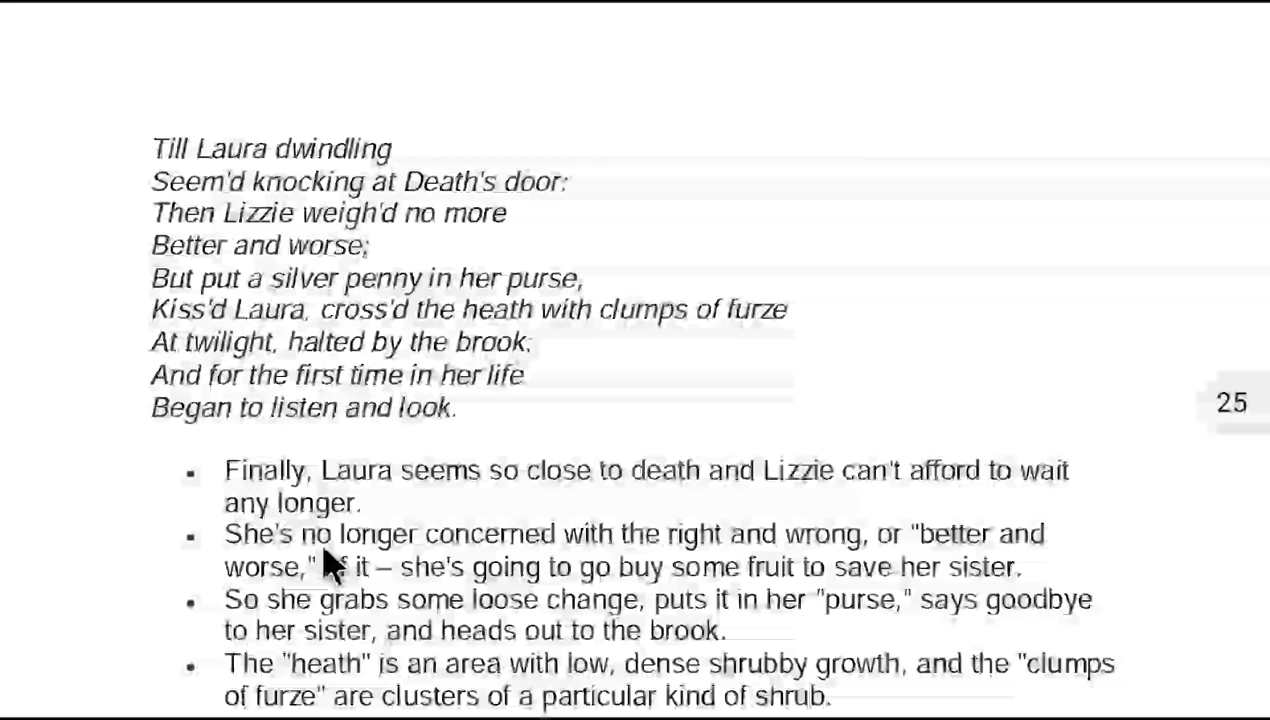 Till Laura dwindling
Seem'd knocking at Death's door:
Then Lizzie weigh'd no more
Better and worse;
But put a silver penny in her purse,
Kiss'd Laura, cross'd the heath with clumps of furze
At twilight, halted by the brook:
And for the first time in her life
Began to listen and look.
25
▪ Finally, Laura seems so close to death and Lizzie can't afford to wait
any longer.
▪ She's no longer concerned with the right and wrong, or "better and
worse," of it – she's going to go buy some fruit to save her sister.
▪ So she grabs some loose change, puts it in her "purse," says goodbye
to her sister, and heads out to the brook.
▪ The "heath" is an area with low, dense shrubby growth, and the "clumps
of furze" are clusters of a particular kind of shrub.